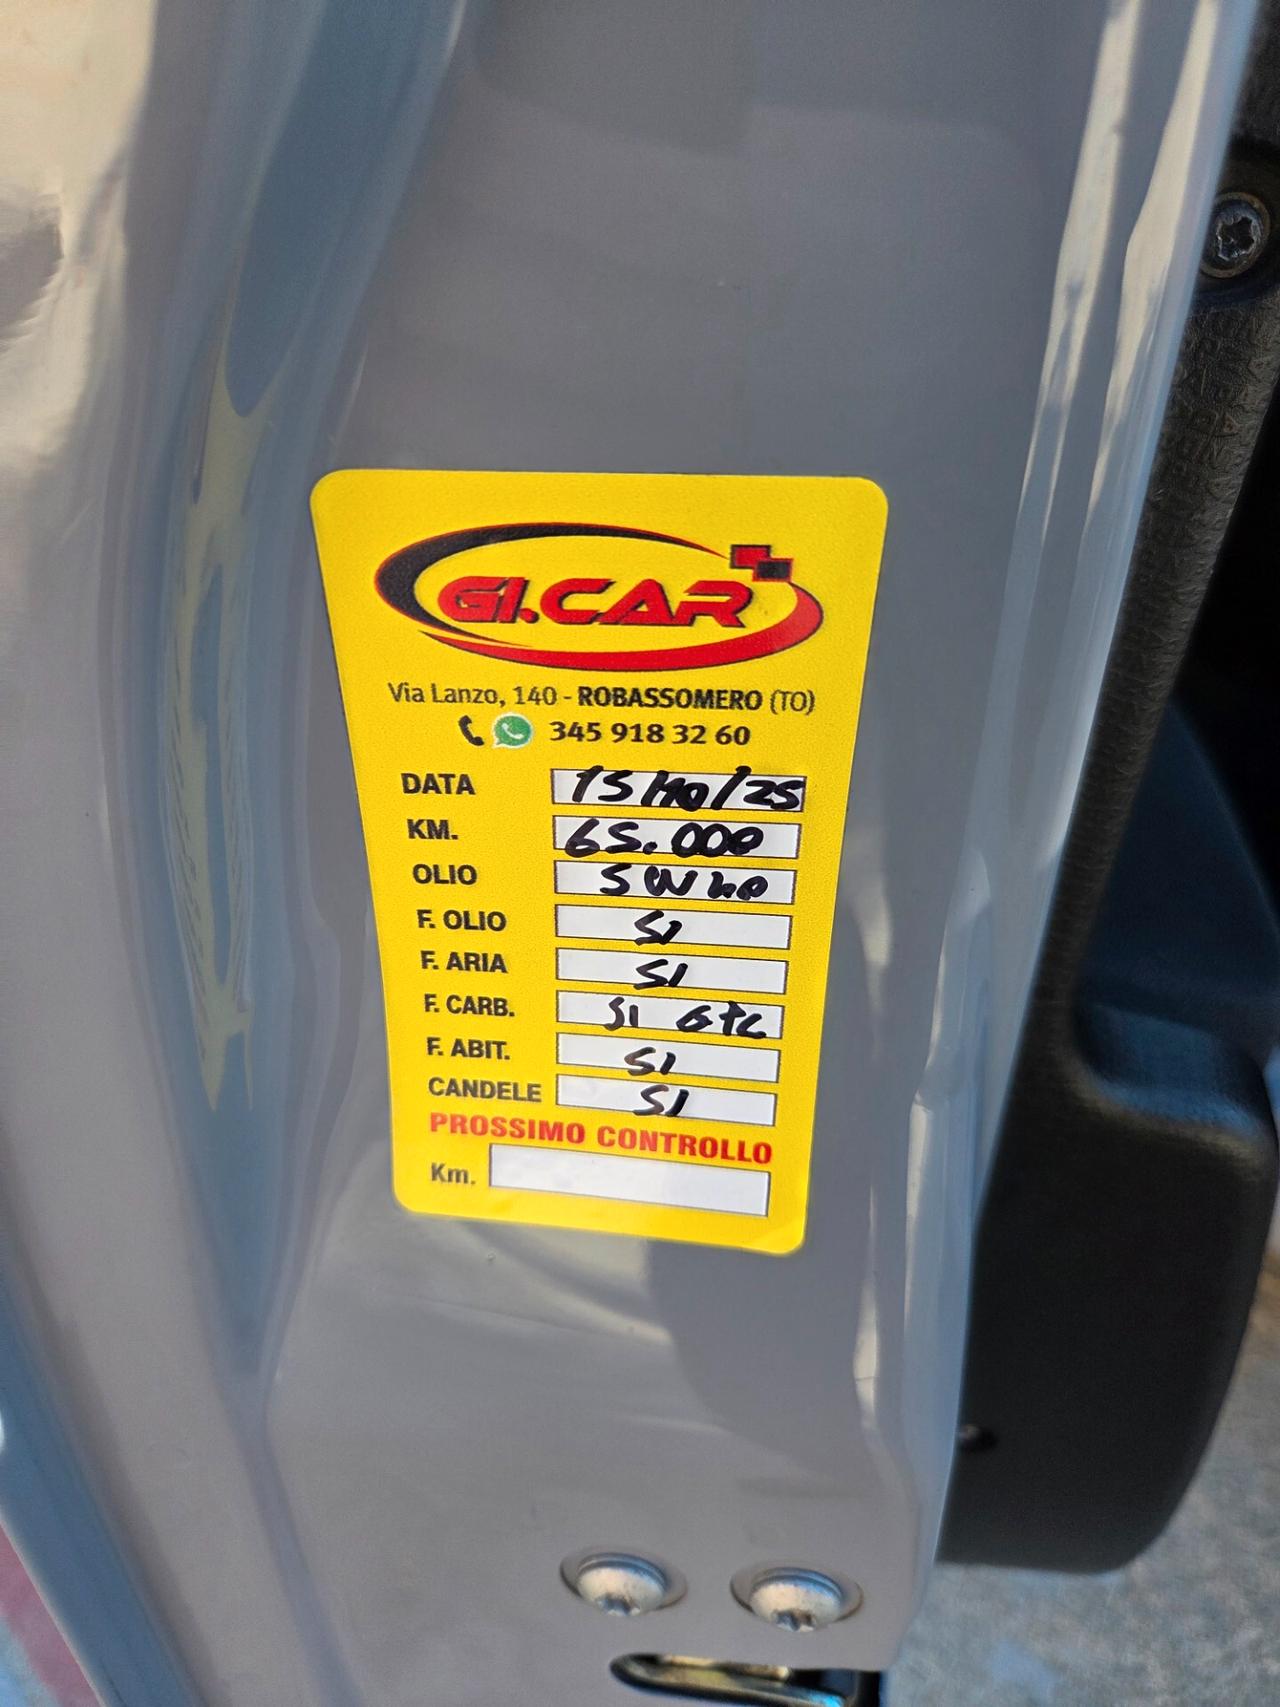 GI.CAR
Via Lanzo, 140 - ROBASSOMERO (TO)
345 918 32 60
DATA 15/10/25
KM. 65.000
OLIO 5W40
F. OLIO SI
F. ARIA SI
F. CARB. SI GPL
F. ABIT. SI
CANDELE SI
PROSSIMO CONTROLLO
Km.